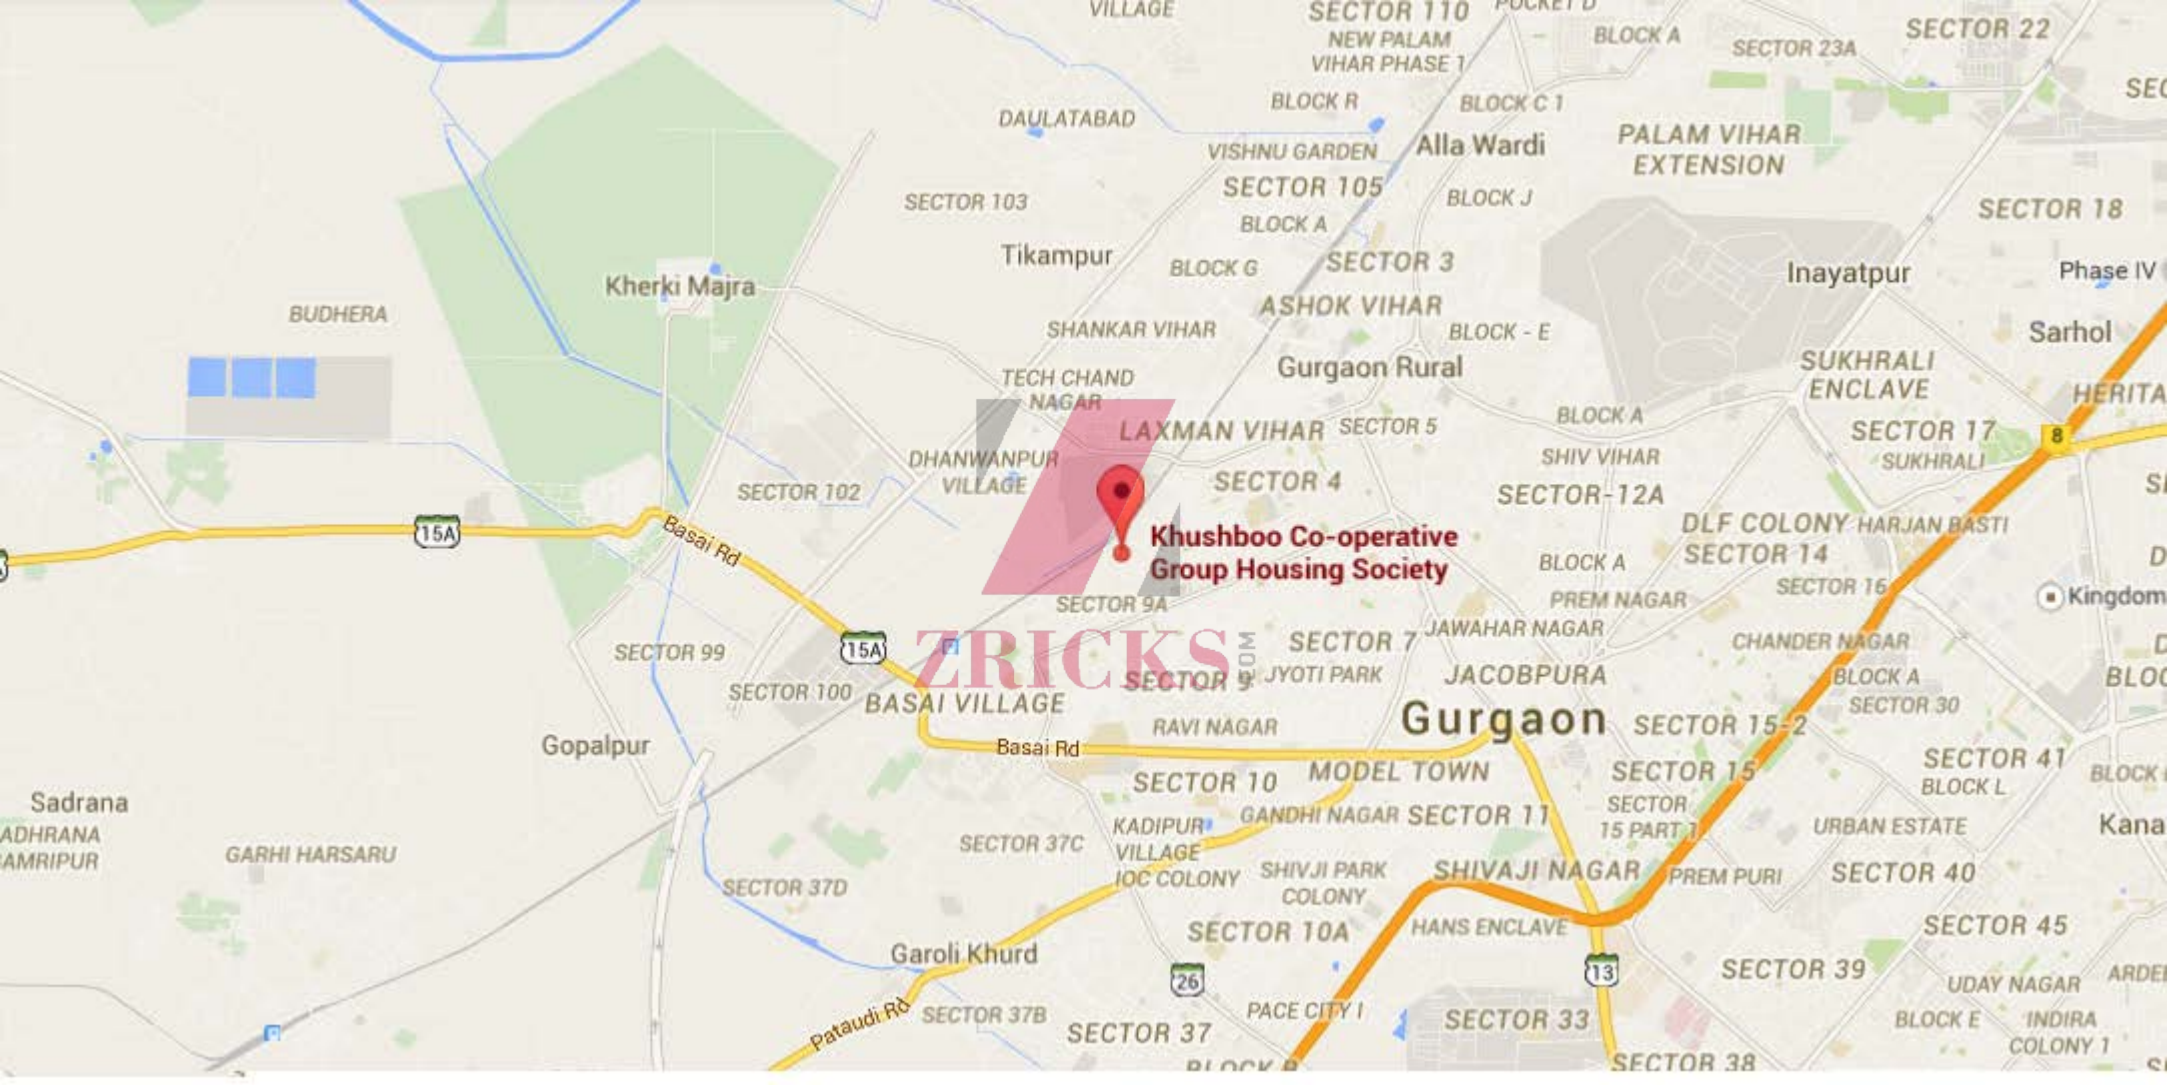 VILLAGE
SECTOR 110
POCKET D
NEW PALAM
VIHAR PHASE 1
BLOCK A
SECTOR 23A
SECTOR 22
BLOCK R
BLOCK C 1
DAULATABAD
Alla Wardi
PALAM VIHAR
EXTENSION
VISHNU GARDEN
SECTOR 105
BLOCK J
SECTOR 103
BLOCK A
SECTOR 18
Tikampur
BLOCK G
SECTOR 3
Inayatpur
Phase IV
Kherki Majra
BUDHERA
ASHOK VIHAR
SHANKAR VIHAR
BLOCK - E
Sarhol
Gurgaon Rural
SUKHRALI
ENCLAVE
TECH CHAND
NAGAR
HERITA
BLOCK A
LAXMAN VIHAR
SECTOR 5
SECTOR 17
8
SUKHRALI
DHANWANPUR
VILLAGE
SHIV VIHAR
SECTOR 4
SECTOR 102
SECTOR-12A
15A
Basai Rd
DLF COLONY
HARJAN BASTI
Khushboo Co-operative
Group Housing Society
SECTOR 14
BLOCK A
SECTOR 16
SECTOR 9A
PREM NAGAR
Kingdom
JAWAHAR NAGAR
15A
ZRICKS
.COM
SECTOR 7
CHANDER NAGAR
SECTOR 99
SECTOR 9
JYOTI PARK
JACOBPURA
BLOCK A
SECTOR 100
BASAI VILLAGE
SECTOR 30
Gurgaon
SECTOR 15-2
RAVI NAGAR
Gopalpur
Basai Rd
SECTOR 41
MODEL TOWN
SECTOR 15
SECTOR 10
BLOCK L
BLOCK
Sadrana
SECTOR
15 PART 1
GANDHI NAGAR
SECTOR 11
KADIPUR
VILLAGE
URBAN ESTATE
Kana
ADHRANA
AMRIPUR
GARHI HARSARU
SECTOR 37C
IOC COLONY
SHIVJI PARK
COLONY
SHIVAJI NAGAR
PREM PURI
SECTOR 40
SECTOR 37D
SECTOR 10A
HANS ENCLAVE
SECTOR 45
Garoli Khurd
26
13
SECTOR 39
UDAY NAGAR
ARDE
Pataudi Rd
SECTOR 37B
SECTOR 37
PACE CITY I
SECTOR 33
BLOCK E
INDIRA
COLONY 1
SECTOR 38